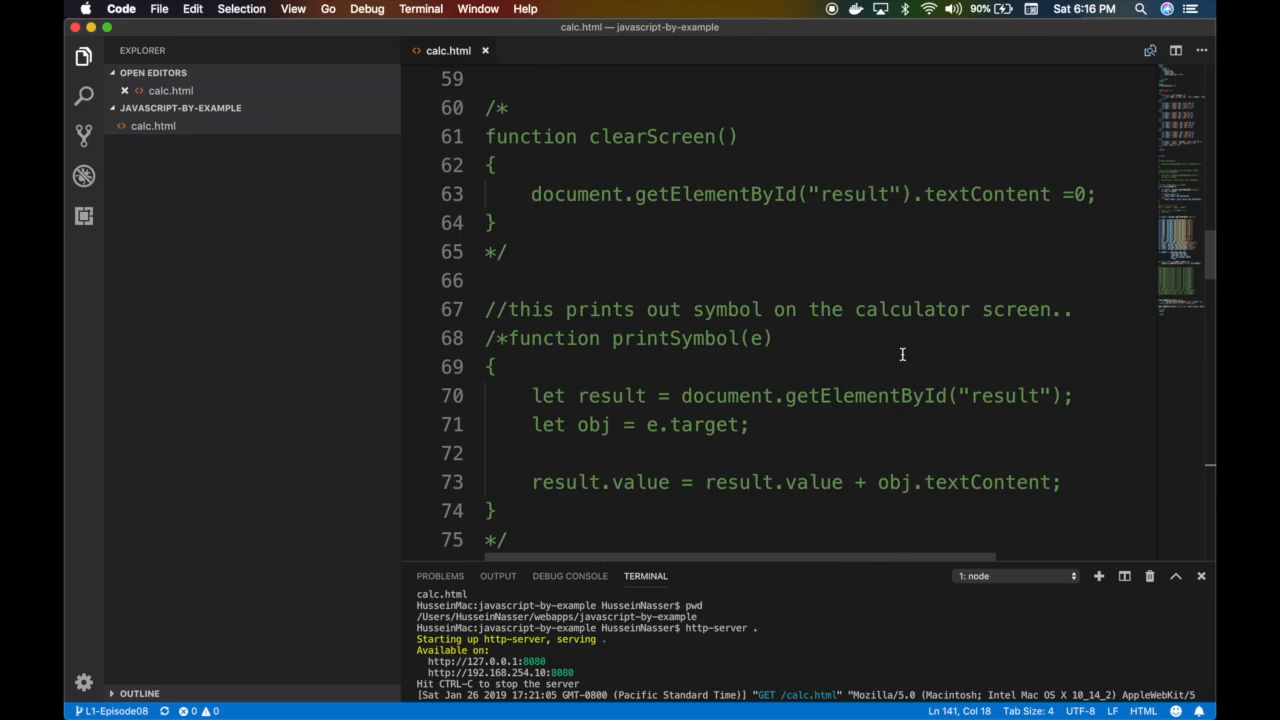 Code File Edit Selection View Go Debug Terminal Window Help 90% Sat 6:16 PM
calc.html — javascript-by-example
EXPLORER
OPEN EDITORS
calc.html
JAVASCRIPT-BY-EXAMPLE
calc.html
OUTLINE
calc.html
59
60 /*
61 function clearScreen()
62 {
63 document.getElementById("result").textContent =0;
64 }
65 */
66
67 //this prints out symbol on the calculator screen..
68 /*function printSymbol(e)
69 {
70 let result = document.getElementById("result");
71 let obj = e.target;
72
73 result.value = result.value + obj.textContent;
74 }
75 */
PROBLEMS OUTPUT DEBUG CONSOLE TERMINAL 1: node
calc.html
HusseinMac:javascript-by-example HusseinNasser$ pwd
/Users/HusseinNasser/webapps/javascript-by-example
HusseinMac:javascript-by-example HusseinNasser$ http-server .
Starting up http-server, serving .
Available on:
http://127.0.0.1:8080
http://192.168.254.10:8080
Hit CTRL-C to stop the server
[Sat Jan 26 2019 17:21:05 GMT-0800 (Pacific Standard Time)] "GET /calc.html" "Mozilla/5.0 (Macintosh; Intel Mac OS X 10_14_2) AppleWebKit/5
L1-Episode08 0 0 Ln 141, Col 18 Tab Size: 4 UTF-8 LF HTML